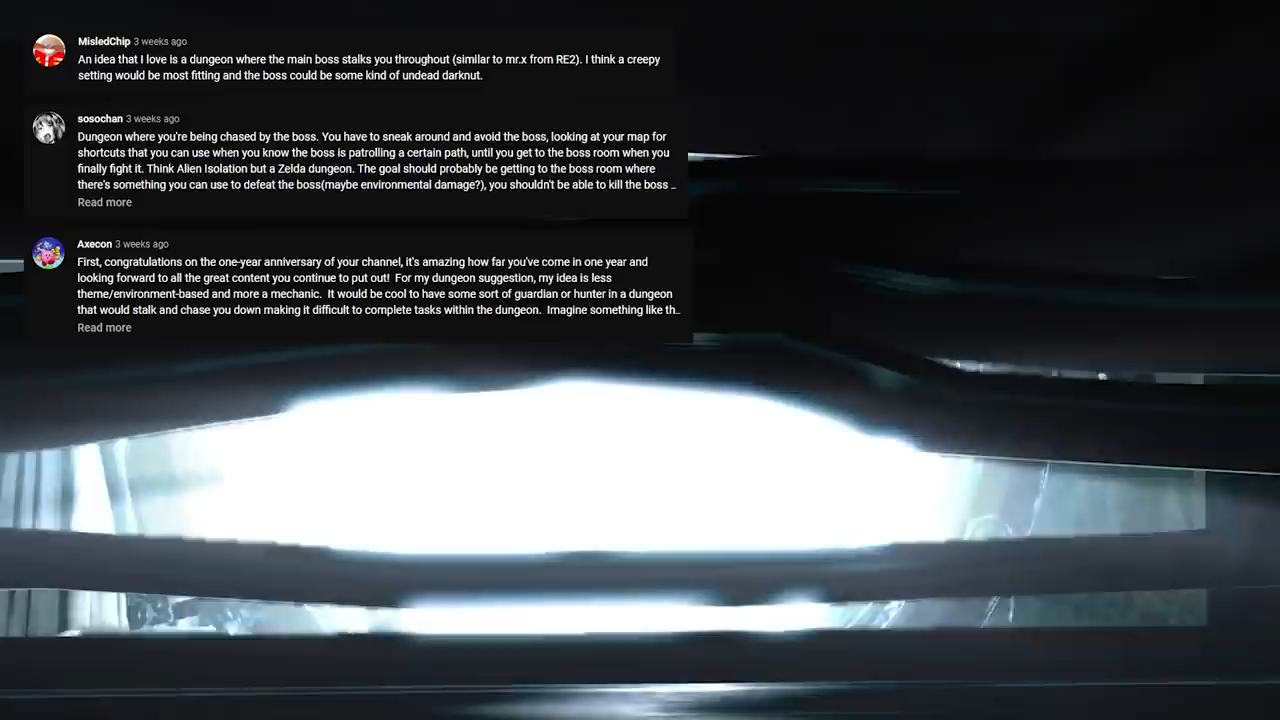 MisledChip 3 weeks ago
An idea that I love is a dungeon where the main boss stalks you throughout (similar to mr.x from RE2). I think a creepy
setting would be most fitting and the boss could be some kind of undead darknut.
sosochan 3 weeks ago
Dungeon where you're being chased by the boss. You have to sneak around and avoid the boss, looking at your map for
shortcuts that you can use when you know the boss is patrolling a certain path, until you get to the boss room when you
finally fight it. Think Alien Isolation but a Zelda dungeon. The goal should probably be getting to the boss room where
there's something you can use to defeat the boss(maybe environmental damage?), you shouldn't be able to kill the boss ...
Read more
Axecon 3 weeks ago
First, congratulations on the one-year anniversary of your channel, it's amazing how far you've come in one year and
looking forward to all the great content you continue to put out! For my dungeon suggestion, my idea is less
theme/environment-based and more a mechanic. It would be cool to have some sort of guardian or hunter in a dungeon
that would stalk and chase you down making it difficult to complete tasks within the dungeon. Imagine something like th...
Read more